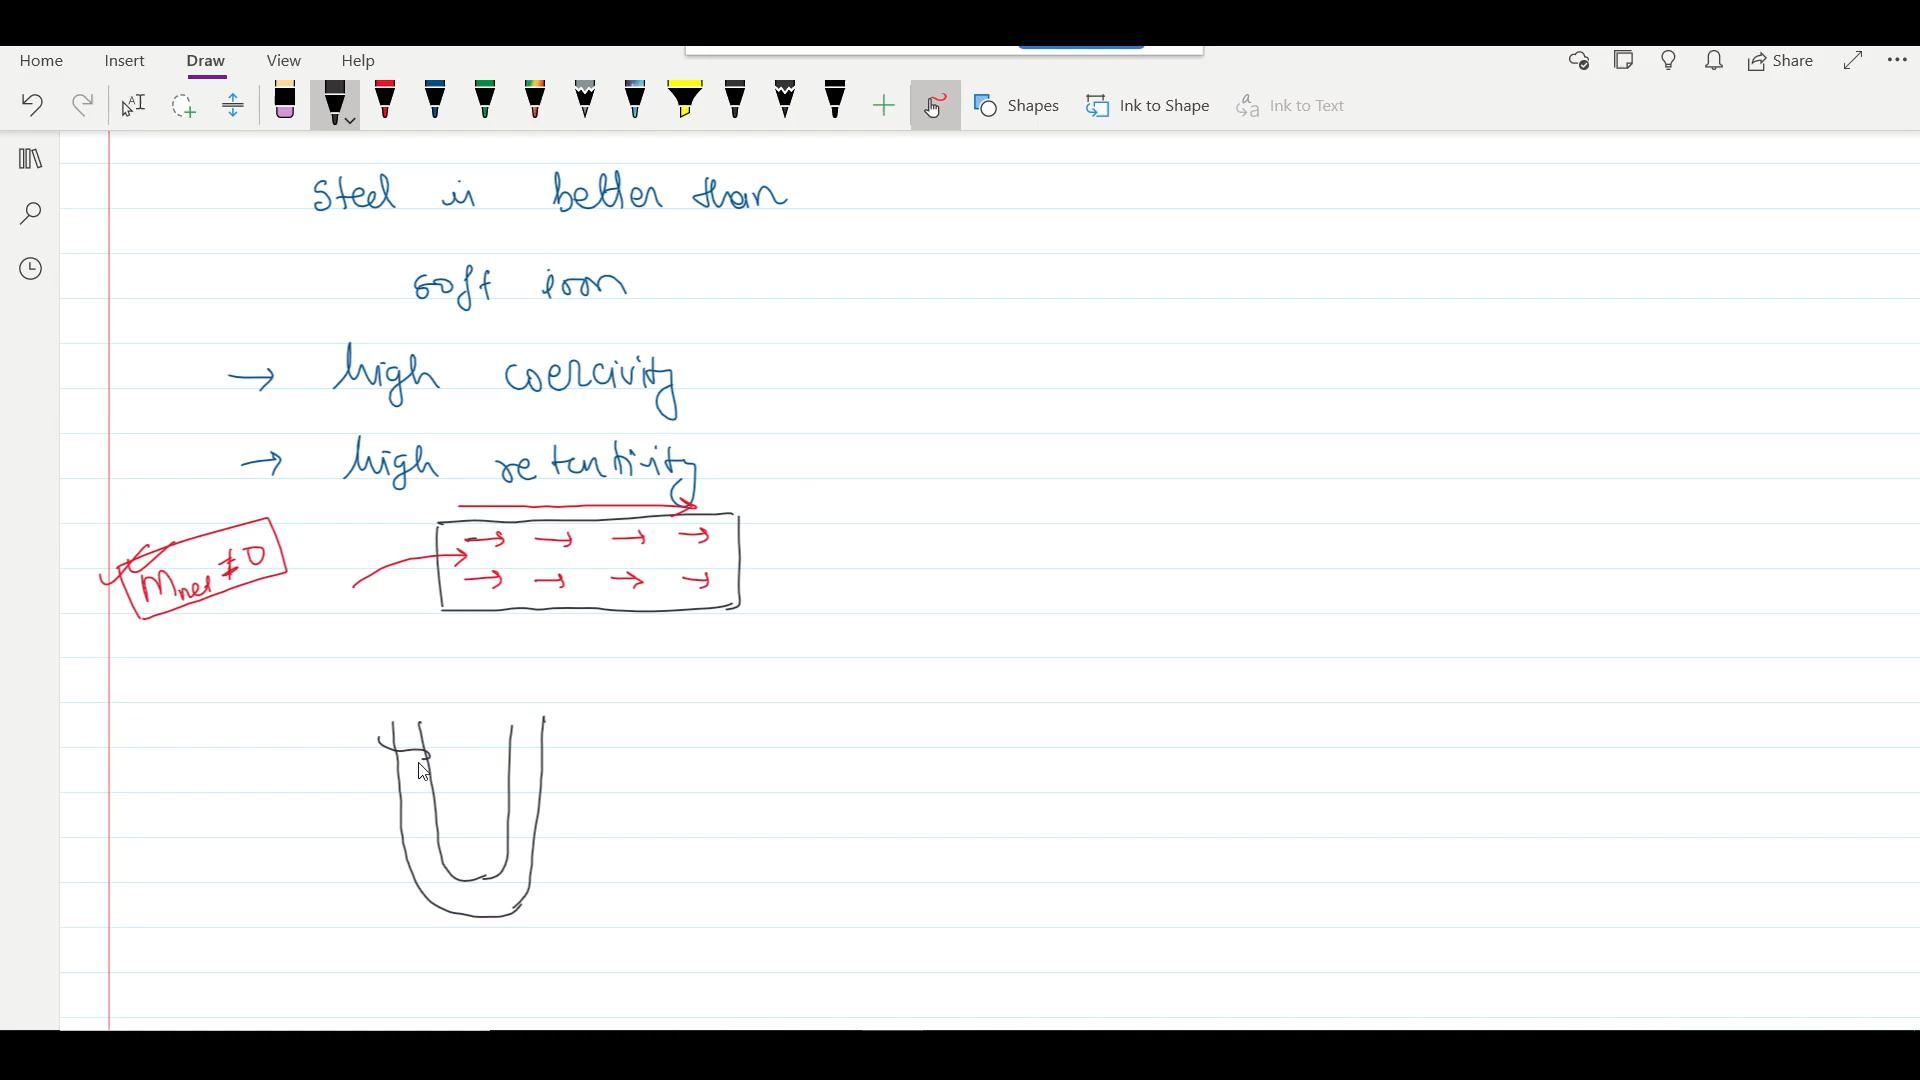 Home Insert Draw View Help Share
Shapes Ink to Shape Ink to Text
Steel is better than
soft iron
→ high coercivity
→ high retentivity
Mnet ≠ 0